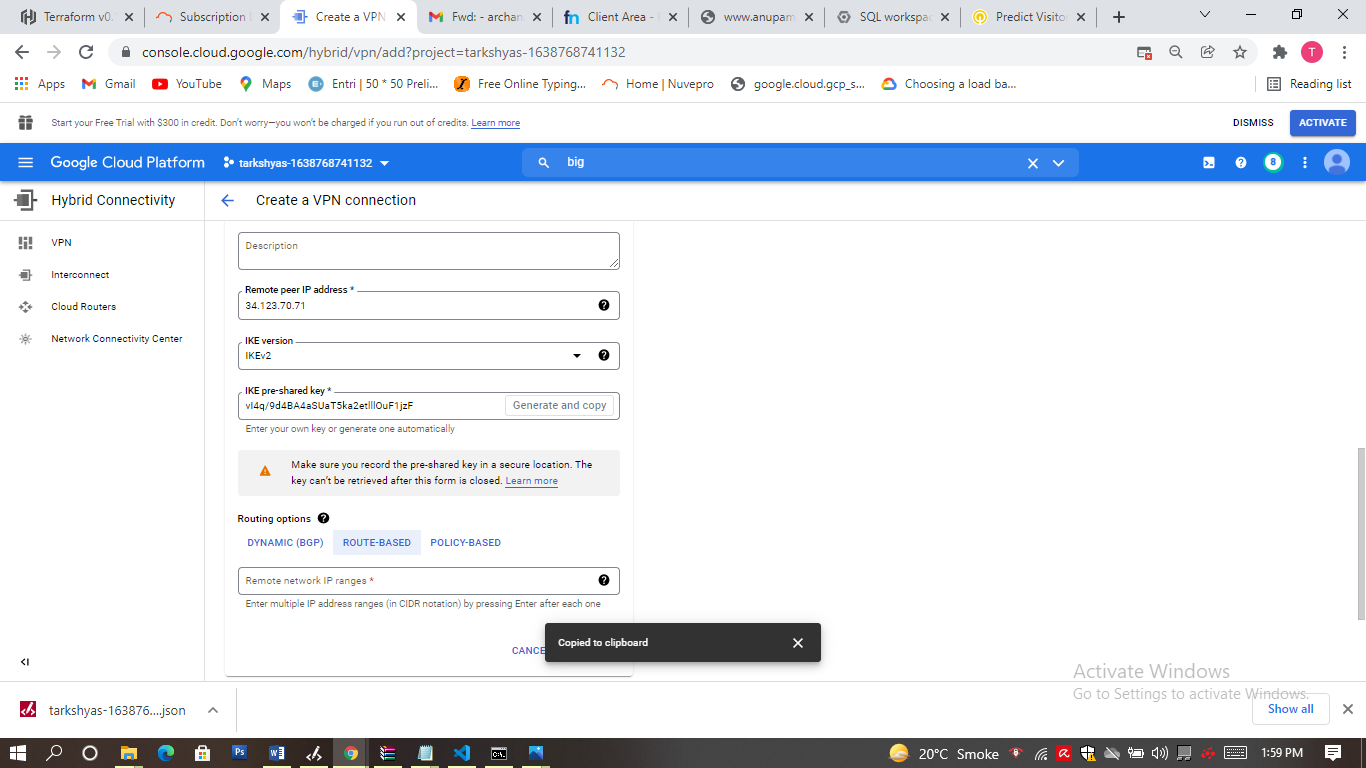 Terraform v0.
Subscription
Create a VPN
Fwd: - archan
Client Area -
www.anupam
SQL workspac
Predict Visito
console.cloud.google.com/hybrid/vpn/add?project=tarkshyas-1638768741132
T
Apps
Gmail
YouTube
Maps
Entri | 50 * 50 Preli...
Free Online Typing...
Home | Nuvepro
google.cloud.gcp_s...
Choosing a load ba...
Reading list
Start your Free Trial with $300 in credit. Don't worry—you won't be charged if you run out of credits. Learn more
DISMISS
ACTIVATE
Google Cloud Platform
tarkshyas-1638768741132
big
8
Hybrid Connectivity
Create a VPN connection
VPN
Interconnect
Cloud Routers
Network Connectivity Center
Description
Remote peer IP address *
34.123.70.71
IKE version
IKEv2
IKE pre-shared key *
vI4q/9d4BA4aSUaT5ka2etlllOuF1jzF
Generate and copy
Enter your own key or generate one automatically
Make sure you record the pre-shared key in a secure location. The
key can't be retrieved after this form is closed. Learn more
Routing options
DYNAMIC (BGP)
ROUTE-BASED
POLICY-BASED
Remote network IP ranges *
Enter multiple IP address ranges (in CIDR notation) by pressing Enter after each one
CANCE
Copied to clipboard
Activate Windows
Go to Settings to activate Windows.
tarkshyas-163876....json
Show all
20°C Smoke
1:59 PM